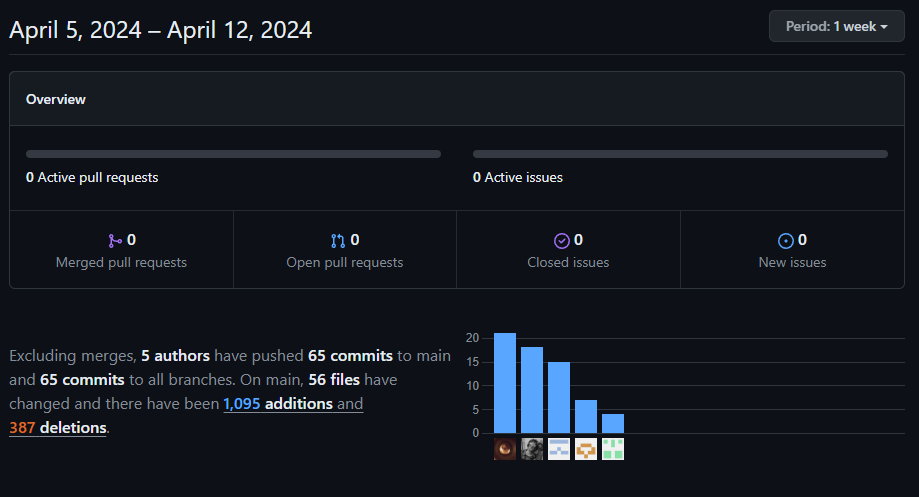 April 5, 2024 – April 12, 2024
Period: 1 week
Overview
0 Active pull requests
0 Active issues
0
Merged pull requests
0
Open pull requests
0
Closed issues
0
New issues
Excluding merges, 5 authors have pushed 65 commits to main
and 65 commits to all branches. On main, 56 files have
changed and there have been 1,095 additions and
387 deletions.
20
15
10
5
0